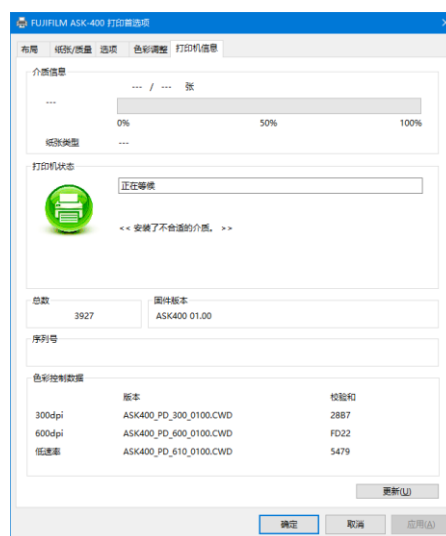 FUJIFILM ASK-400 打印首选项
布局 纸张/质量 选项 色彩调整 打印机信息
介质信息
--- / --- 张
---
0% 50% 100%
纸张类型 ---
打印机状态
正在等候
<< 安装了不合适的介质。 >>
总数 固件版本
3927 ASK400 01.00
序列号
色彩控制数据
版本 校验和
300dpi ASK400_PD_300_0100.CWD 28B7
600dpi ASK400_PD_600_0100.CWD FD22
低速率 ASK400_PD_610_0100.CWD 5479
更新(U)
确定 取消 应用(A)